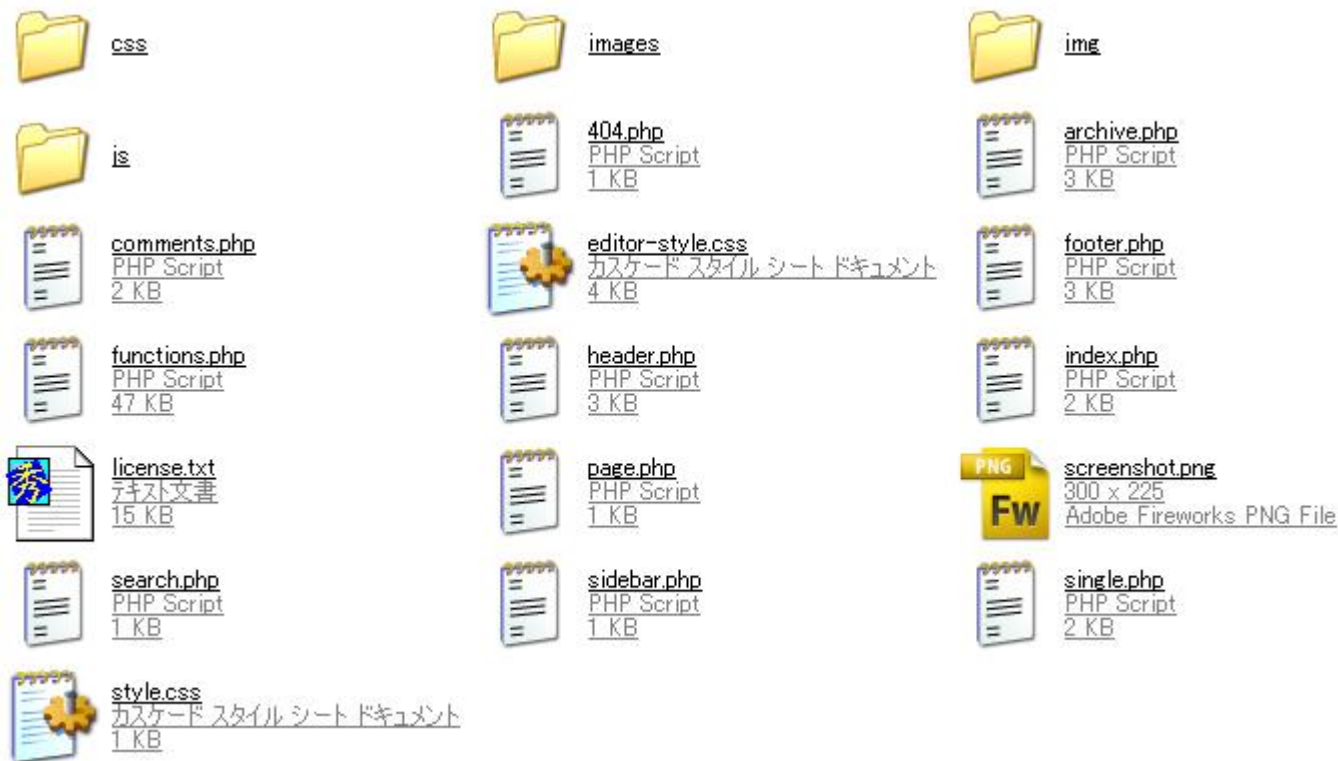 css
images
img
js
404.php
PHP Script
1 KB
archive.php
PHP Script
3 KB
comments.php
PHP Script
2 KB
editor-style.css
カスケード スタイル シート ドキュメント
4 KB
footer.php
PHP Script
3 KB
functions.php
PHP Script
47 KB
header.php
PHP Script
3 KB
index.php
PHP Script
2 KB
秀
license.txt
テキスト文書
15 KB
page.php
PHP Script
1 KB
PNG
Fw
screenshot.png
300 x 225
Adobe Fireworks PNG File
search.php
PHP Script
1 KB
sidebar.php
PHP Script
1 KB
single.php
PHP Script
2 KB
style.css
カスケード スタイル シート ドキュメント
1 KB